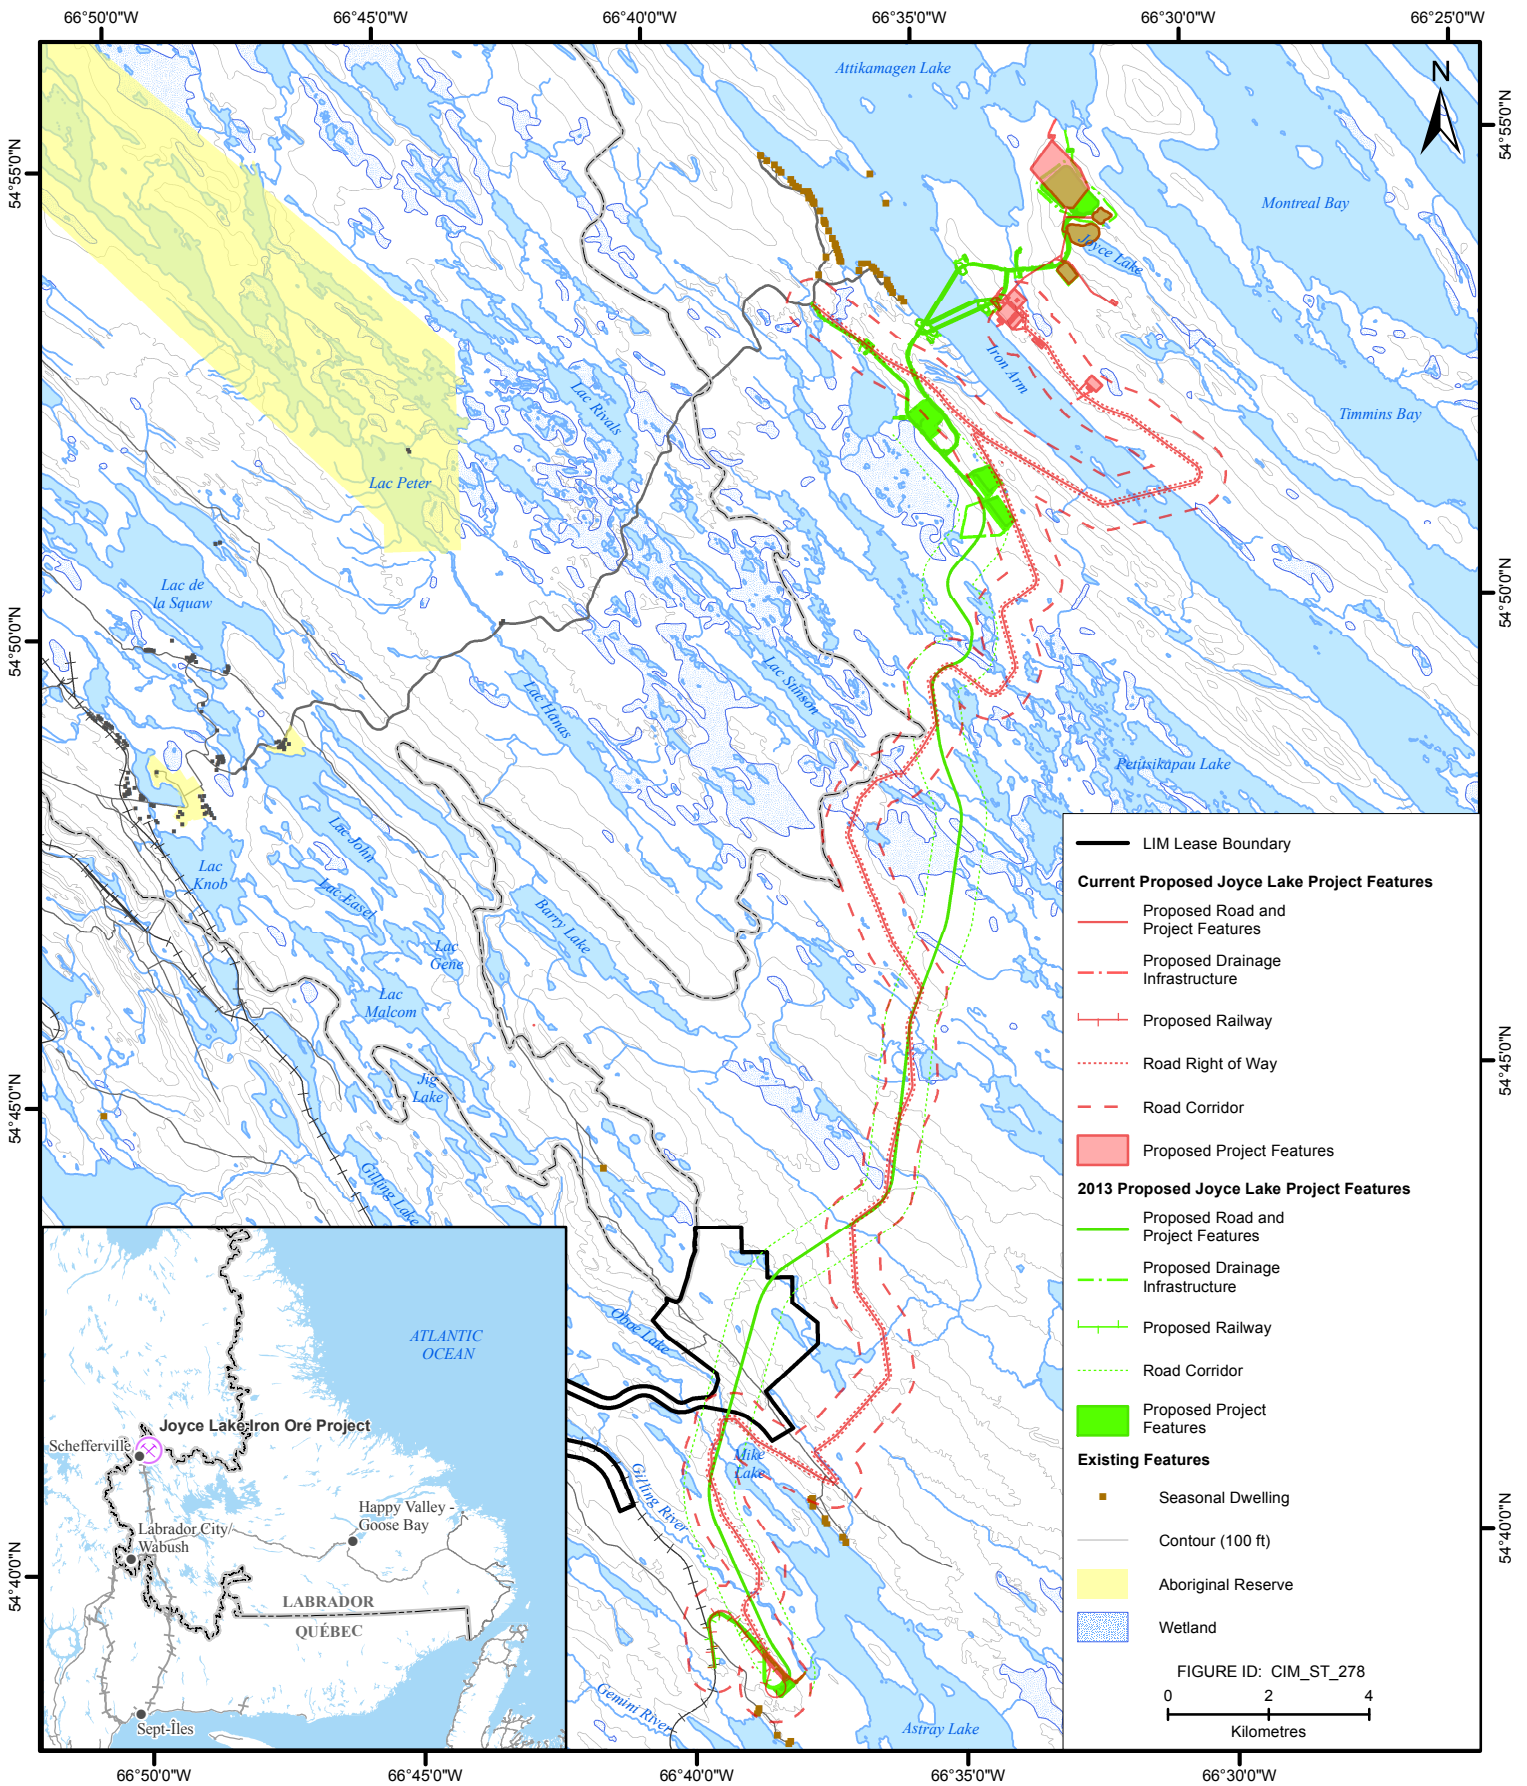 66°50'0"W
66°45'0"W
66°40'0"W
66°35'0"W
66°30'0"W
66°25'0"W
Attikamagen Lake
N
54°55'0"N
54°55'0"N
Montreal Bay
Joyce Lake
Iron Arm
Lac Rivals
Timmins Bay
Lac Peter
Lac de
la Squaw
54°50'0"N
54°50'0"N
Lac Hanas
Lac Stinson
Petitsikapau Lake
Lac John
Lac
Knob
Lac Easel
Barry Lake
Lac
Gene
Lac
Malcom
Jig
Lake
54°45'0"N
54°45'0"N
Gilling Lake
Oboe Lake
Mike
Lake
Gilling River
54°40'0"N
54°40'0"N
Gemini River
Astray Lake
ATLANTIC
OCEAN
Joyce Lake Iron Ore Project
Schefferville
Happy Valley -
Goose Bay
Labrador City/
Wabush
LABRADOR
QUÉBEC
Sept-Îles
LIM Lease Boundary
Current Proposed Joyce Lake Project Features
Proposed Road and
Project Features
Proposed Drainage
Infrastructure
Proposed Railway
Road Right of Way
Road Corridor
Proposed Project Features
2013 Proposed Joyce Lake Project Features
Proposed Road and
Project Features
Proposed Drainage
Infrastructure
Proposed Railway
Road Corridor
Proposed Project
Features
Existing Features
Seasonal Dwelling
Contour (100 ft)
Aboriginal Reserve
Wetland
FIGURE ID: CIM_ST_278
0 2 4
Kilometres
66°50'0"W
66°45'0"W
66°40'0"W
66°35'0"W
66°30'0"W